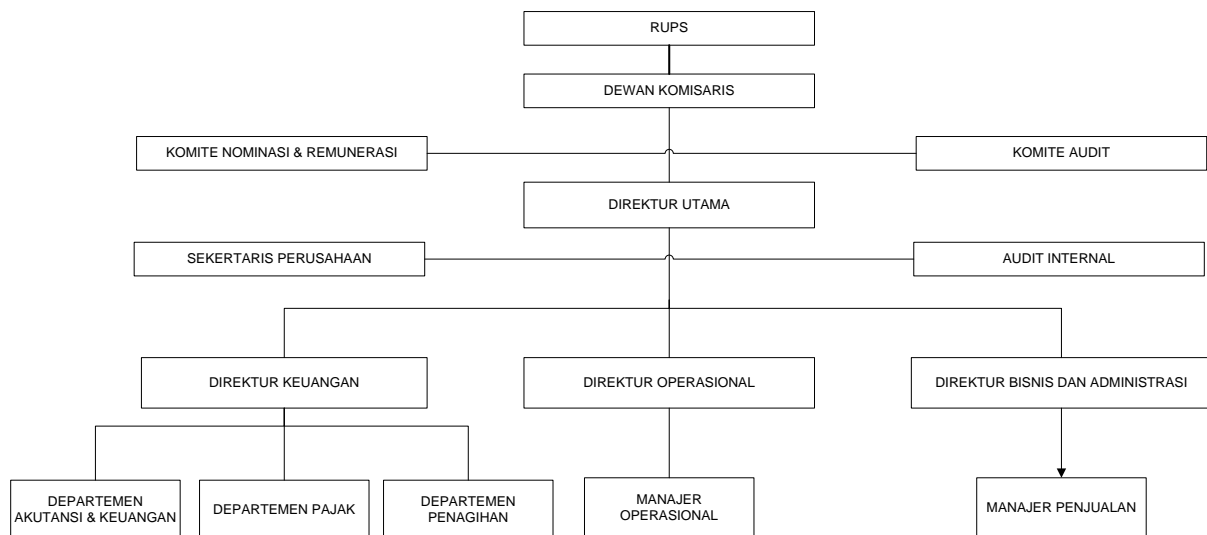 RUPS
DEWAN KOMISARIS
KOMITE NOMINASI & REMUNERASI
KOMITE AUDIT
DIREKTUR UTAMA
SEKERTARIS PERUSAHAAN
AUDIT INTERNAL
DIREKTUR KEUANGAN
DIREKTUR OPERASIONAL
DIREKTUR BISNIS DAN ADMINISTRASI
DEPARTEMEN
AKUTANSI & KEUANGAN
DEPARTEMEN PAJAK
DEPARTEMEN
PENAGIHAN
MANAJER
OPERASIONAL
MANAJER PENJUALAN